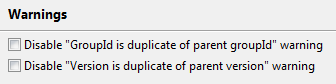 Warnings
Disable "GroupId is duplicate of parent groupId" warning
Disable "Version is duplicate of parent version" warning